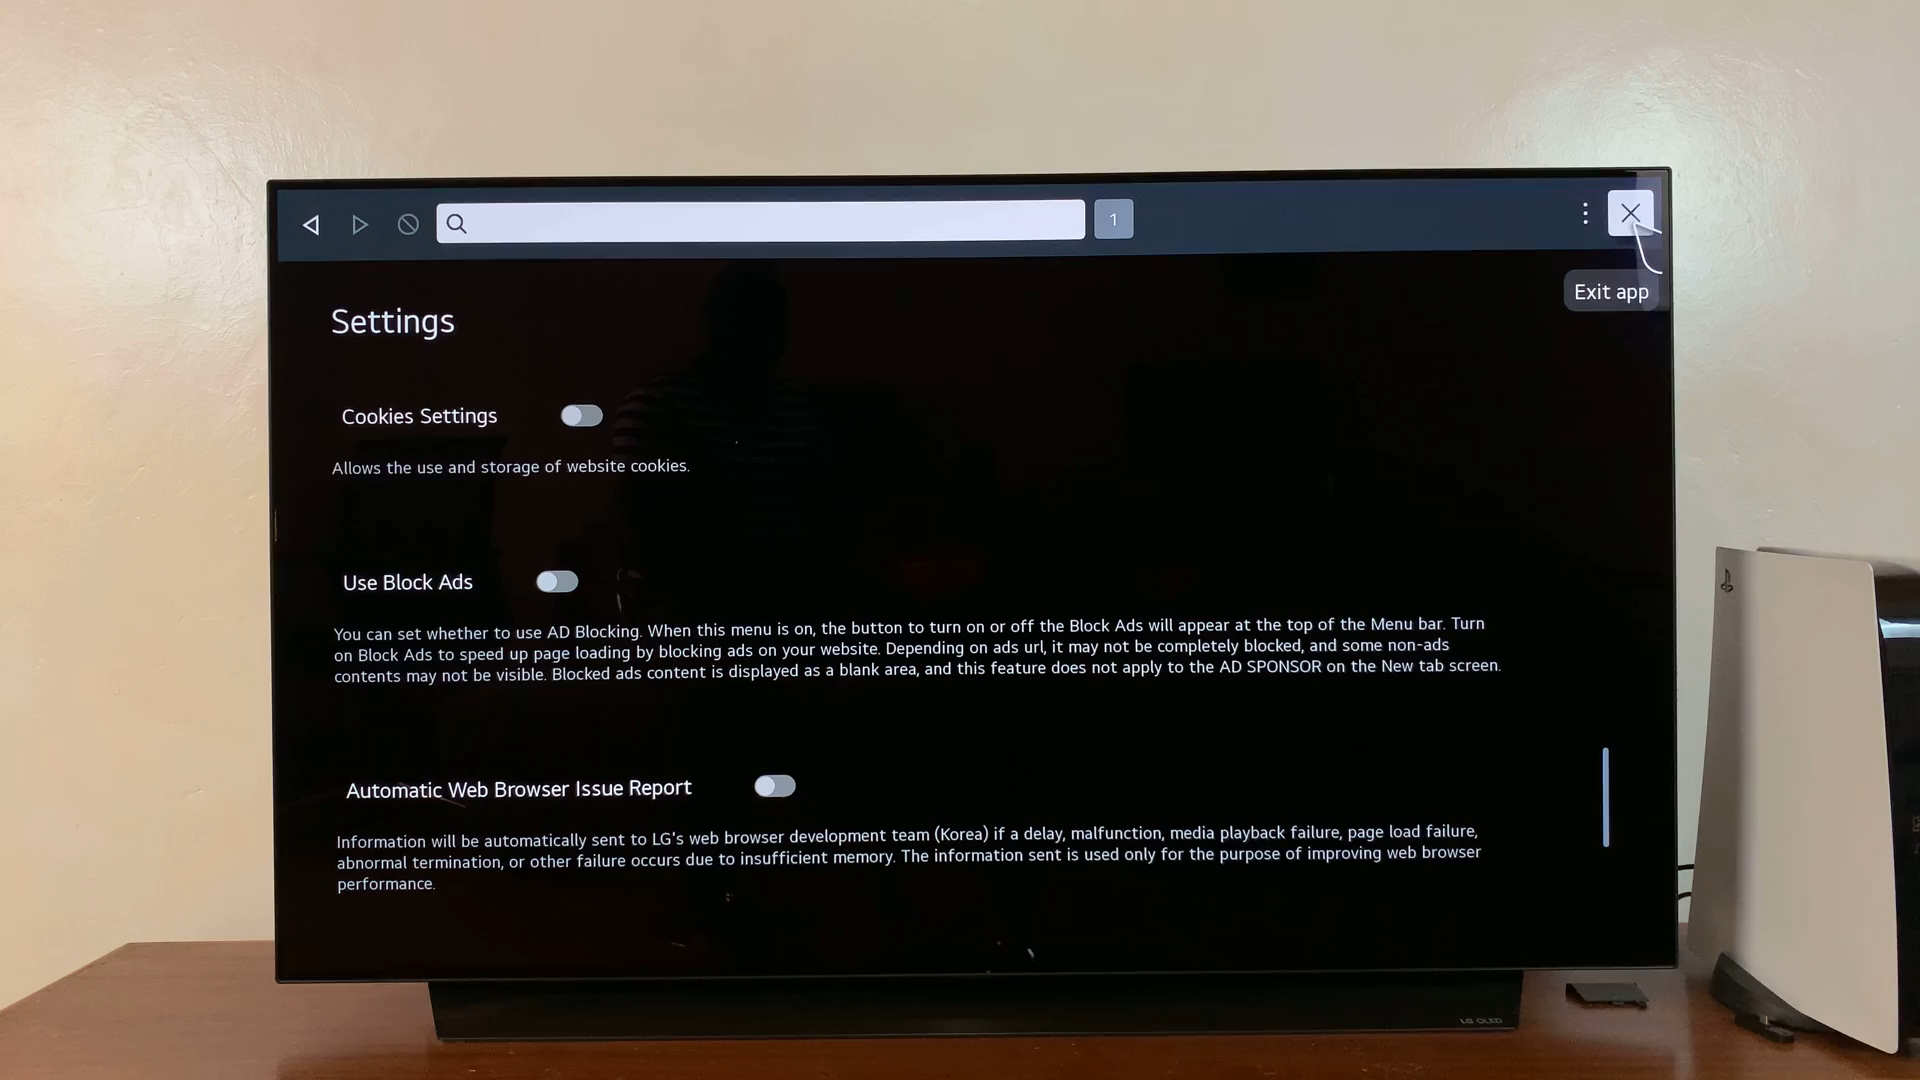 1
Exit app
Settings
Cookies Settings
Allows the use and storage of website cookies.
Use Block Ads
You can set whether to use AD Blocking. When this menu is on, the button to turn on or off the Block Ads will appear at the top of the Menu bar. Turn
on Block Ads to speed up page loading by blocking ads on your website. Depending on ads url, it may not be completely blocked, and some non-ads
contents may not be visible. Blocked ads content is displayed as a blank area, and this feature does not apply to the AD SPONSOR on the New tab screen.
Automatic Web Browser Issue Report
Information will be automatically sent to LG's web browser development team (Korea) if a delay, malfunction, media playback failure, page load failure,
abnormal termination, or other failure occurs due to insufficient memory. The information sent is used only for the purpose of improving web browser
performance.
LG OLED